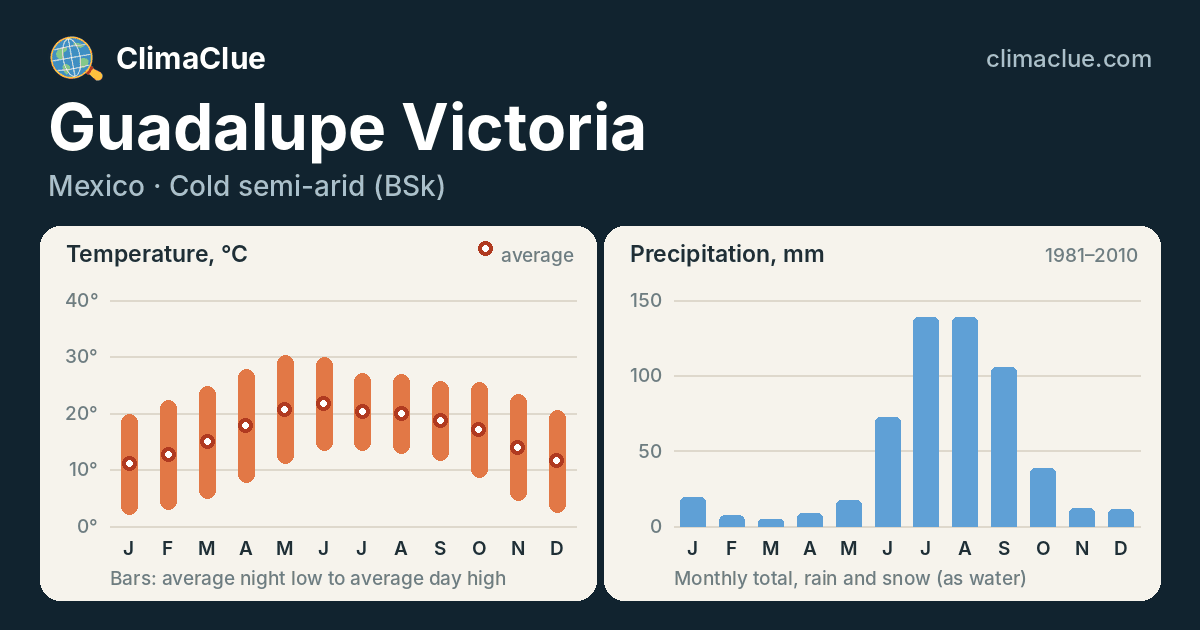 ClimaClue
climaclue.com
Guadalupe Victoria
Mexico · Cold semi-arid (BSk)
Temperature, °C
average
40°
30°
20°
10°
0°
J F M A M J J A S O N D
Bars: average night low to average day high
Precipitation, mm
1981–2010
150
100
50
0
J F M A M J J A S O N D
Monthly total, rain and snow (as water)